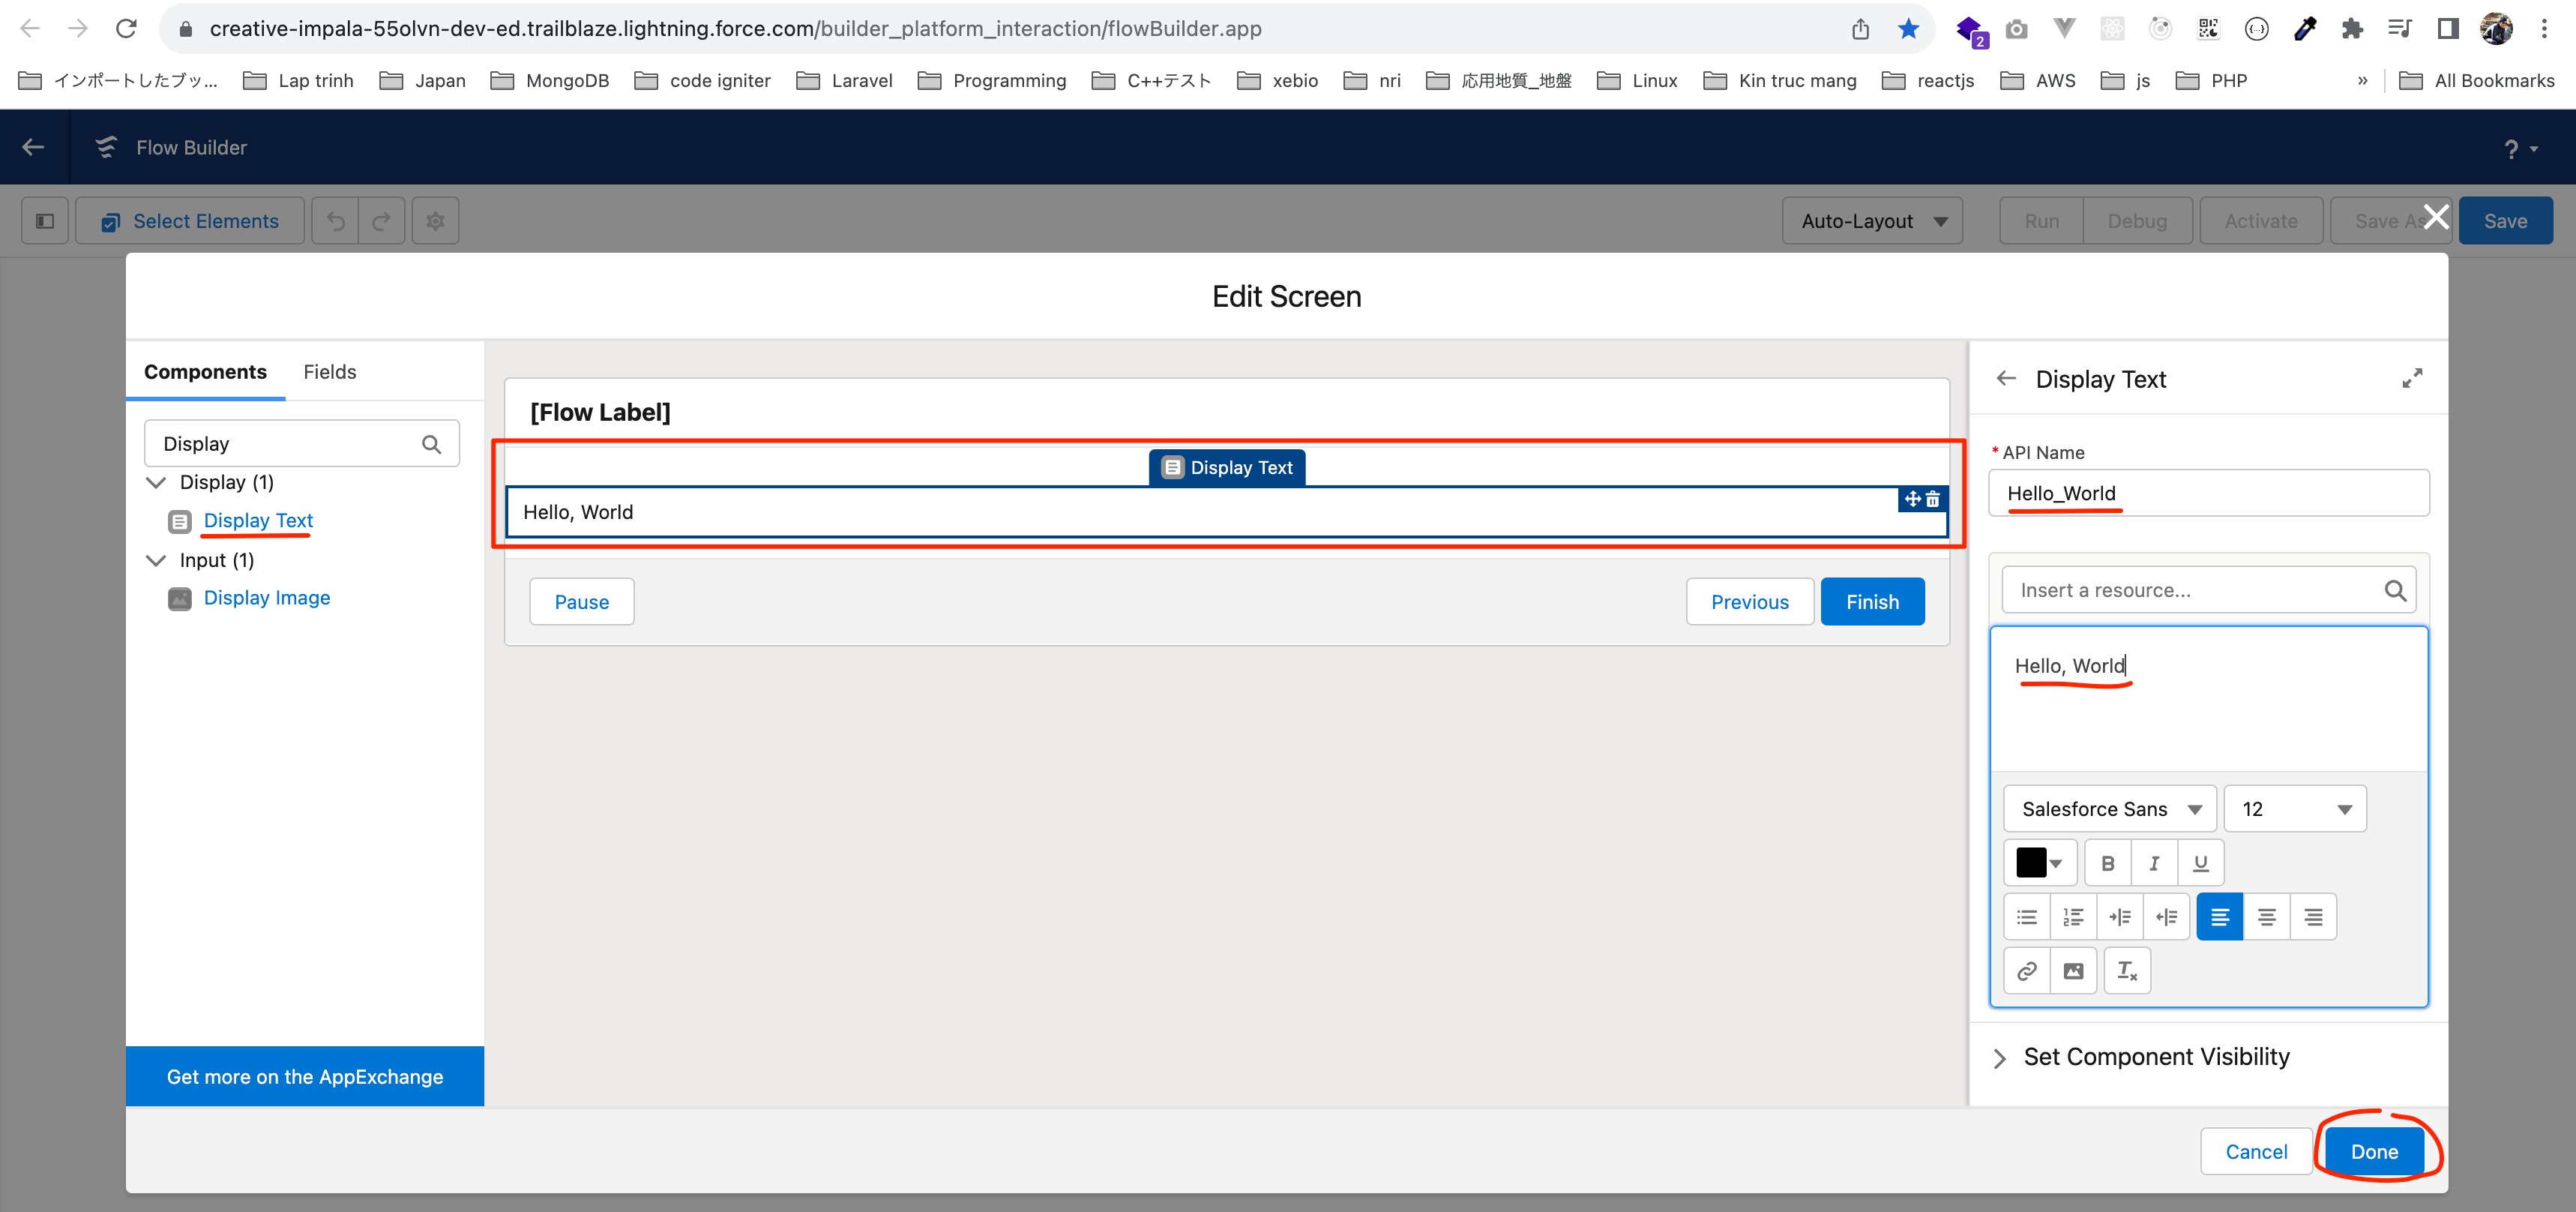 creative-impala-55olvn-dev-ed.trailblaze.lightning.force.com/builder_platform_interaction/flowBuilder.app
2
インポートしたブッ... Lap trinh Japan MongoDB code igniter Laravel Programming C++テスト xebio nri 応用地質_地盤 Linux Kin truc mang reactjs AWS js PHP » All Bookmarks
Flow Builder ?
Select Elements Auto-Layout Run Debug Activate Save As Save
Edit Screen
Components Fields
Display
Display (1)
Display Text
Input (1)
Display Image
Get more on the AppExchange
[Flow Label]
Display Text
Hello, World
Pause Previous Finish
Display Text
* API Name
Hello_World
Insert a resource...
Hello, World
Salesforce Sans 12
B I U
Set Component Visibility
Cancel Done